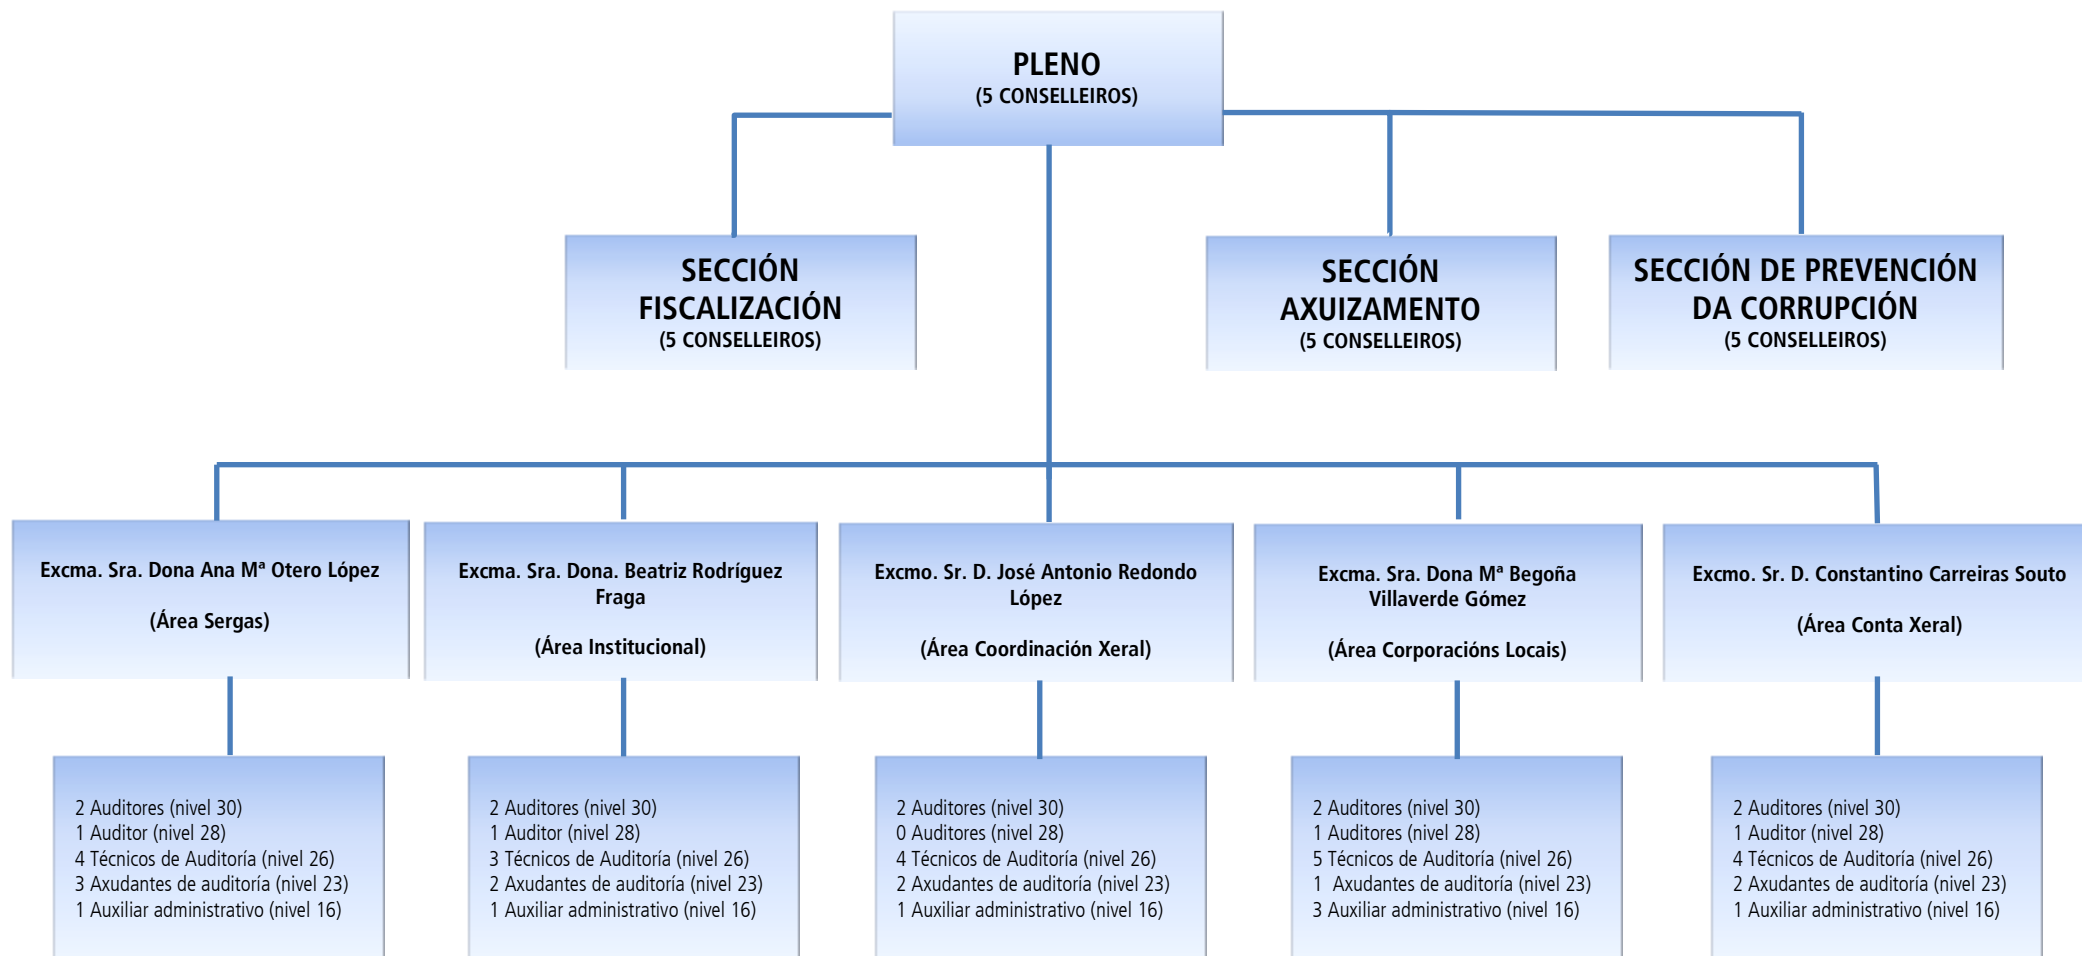 PLENO
(5 CONSELLEIROS)
SECCIÓN
FISCALIZACIÓN
(5 CONSELLEIROS)
SECCIÓN
AXUIZAMENTO
(5 CONSELLEIROS)
SECCIÓN DE PREVENCIÓN
DA CORRUPCIÓN
(5 CONSELLEIROS)
Excma. Sra. Dona Ana Mª Otero López
(Área Sergas)
Excma. Sra. Dona. Beatriz Rodríguez
Fraga
(Área Institucional)
Excmo. Sr. D. José Antonio Redondo
López
(Área Coordinación Xeral)
Excma. Sra. Dona Mª Begoña
Villaverde Gómez
(Área Corporacións Locais)
Excmo. Sr. D. Constantino Carreiras Souto
(Área Conta Xeral)
2 Auditores (nivel 30)
1 Auditor (nivel 28)
4 Técnicos de Auditoría (nivel 26)
3 Axudantes de auditoría (nivel 23)
1 Auxiliar administrativo (nivel 16)
2 Auditores (nivel 30)
1 Auditor (nivel 28)
3 Técnicos de Auditoría (nivel 26)
2 Axudantes de auditoría (nivel 23)
1 Auxiliar administrativo (nivel 16)
2 Auditores (nivel 30)
0 Auditores (nivel 28)
4 Técnicos de Auditoría (nivel 26)
2 Axudantes de auditoría (nivel 23)
1 Auxiliar administrativo (nivel 16)
2 Auditores (nivel 30)
1 Auditores (nivel 28)
5 Técnicos de Auditoría (nivel 26)
1  Axudantes de auditoría (nivel 23)
3 Auxiliar administrativo (nivel 16)
2 Auditores (nivel 30)
1 Auditor (nivel 28)
4 Técnicos de Auditoría (nivel 26)
2 Axudantes de auditoría (nivel 23)
1 Auxiliar administrativo (nivel 16)